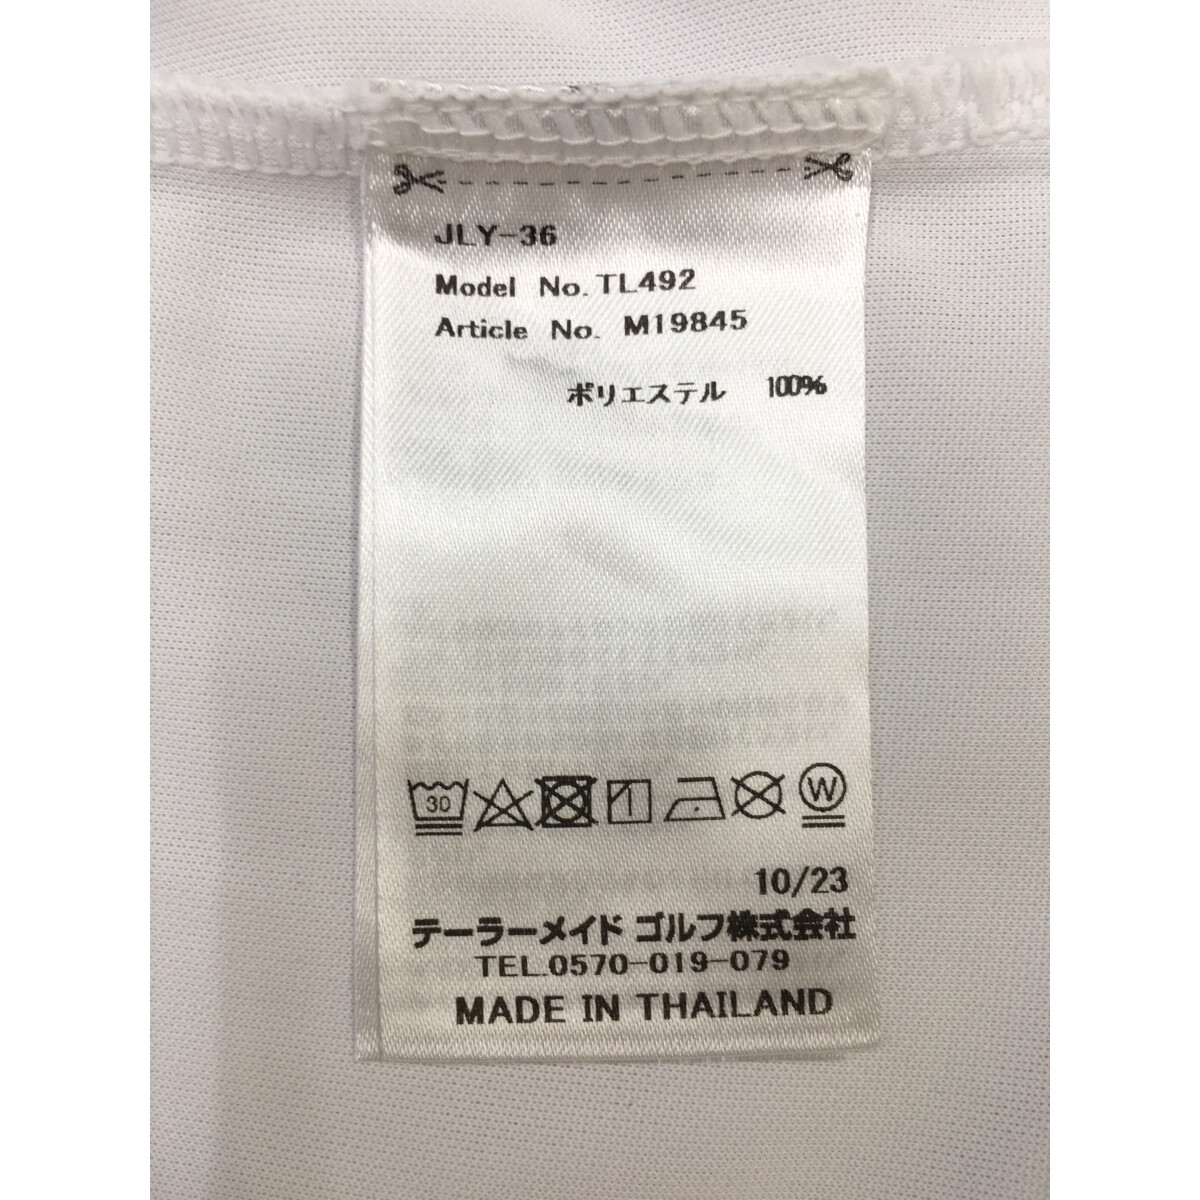 JLY-36
Model No. TL492
Article No. M19845
ポリエステル 100%
30 W
10/23
テーラーメイド ゴルフ株式会社
TEL.0570-019-079
MADE IN THAILAND